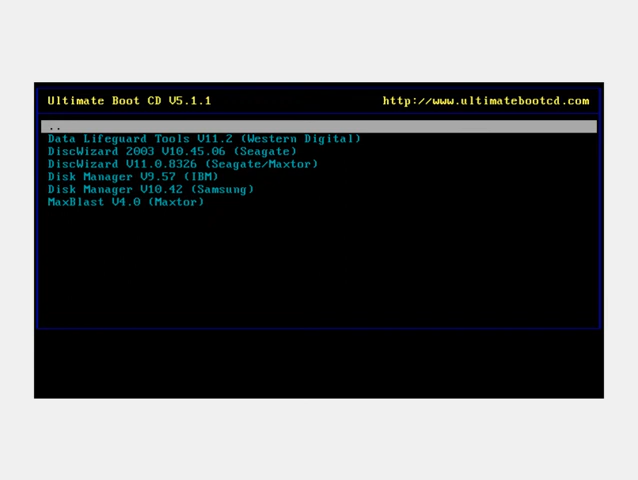 Ultimate Boot CD V5.1.1 http://www.ultimatebootcd.com
..
Data Lifeguard Tools V11.2 (Western Digital)
DiscWizard 2003 V10.45.06 (Seagate)
DiscWizard V11.0.8326 (Seagate/Maxtor)
Disk Manager V9.57 (IBM)
Disk Manager V10.42 (Samsung)
MaxBlast V4.0 (Maxtor)